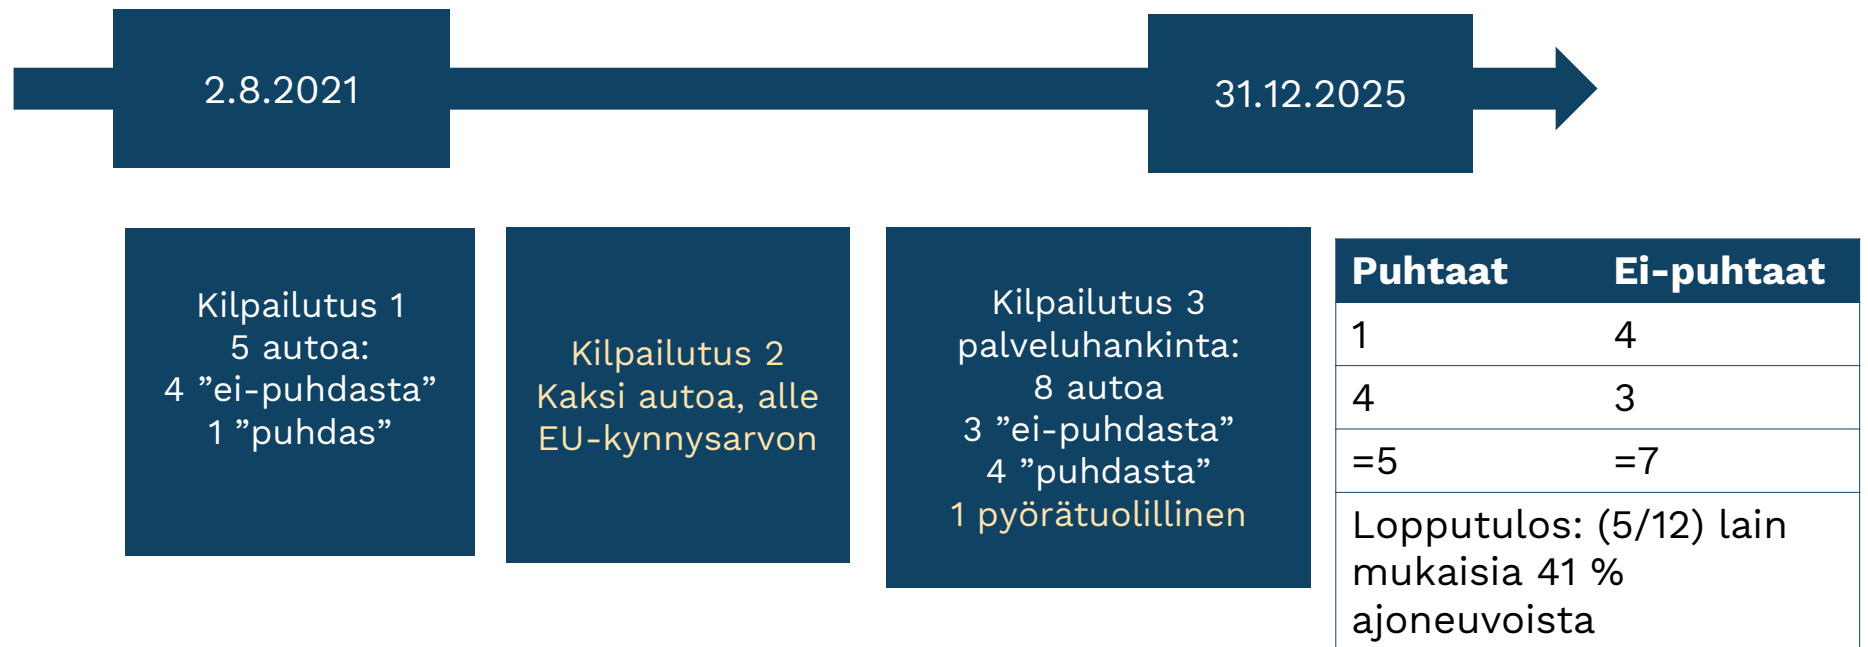 2.8.2021
31.12.2025
Kilpailutus 1
5 autoa:
4 ”ei-puhdasta”
1 ”puhdas”
Kilpailutus 2
Kaksi autoa, alle
EU-kynnysarvon
Kilpailutus 3
palveluhankinta:
8 autoa
3 ”ei-puhdasta”
4 ”puhdasta”
1 pyörätuolillinen
Puhtaat Ei-puhtaat
1 4
4 3
=5 =7
Lopputulos: (5/12) lain
mukaisia 41 %
ajoneuvoista